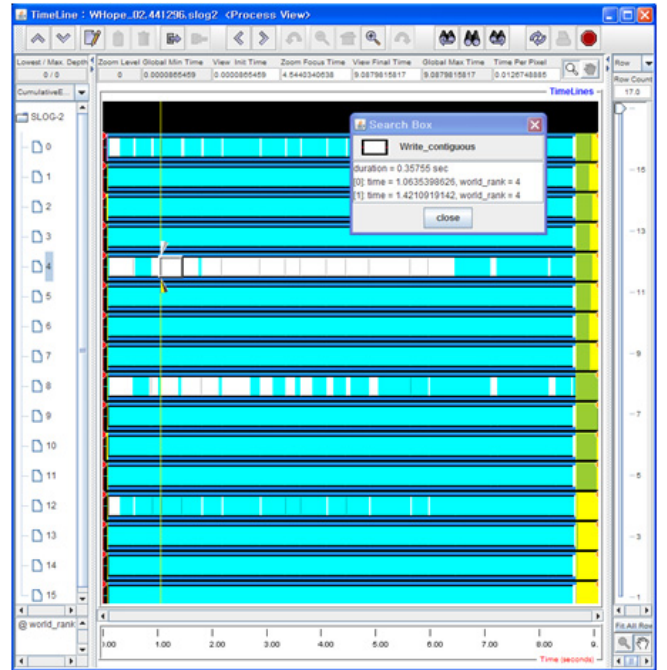 TimeLine : WHope_02.441296.slog2 <Process View>
Lowest / Max. Depth Zoom Level Global Min Time View Init Time Zoom Focus Time View Final Time Global Max Time Time Per Pixel Row
0 / 0 0 0.0000866459 0.0000866459 4.5440340538 9.0879815817 9.0879815817 0.0126748885 Row Count
CumulativeE... TimeLines 17.0
SLOG-2
Search Box
Write_contiguous
duration = 0.35755 sec
[0]: time = 1.0635398626, world_rank = 4
[1]: time = 1.4210919142, world_rank = 4
close
0
1
2
3
4
5
6
7
8
9
10
11
12
13
14
15
15
13
11
9
7
5
3
1
@ world_rank
Fit All Row
1.00 2.00 3.00 4.00 5.00 6.00 7.00 8.00 9.
Time (seconds)